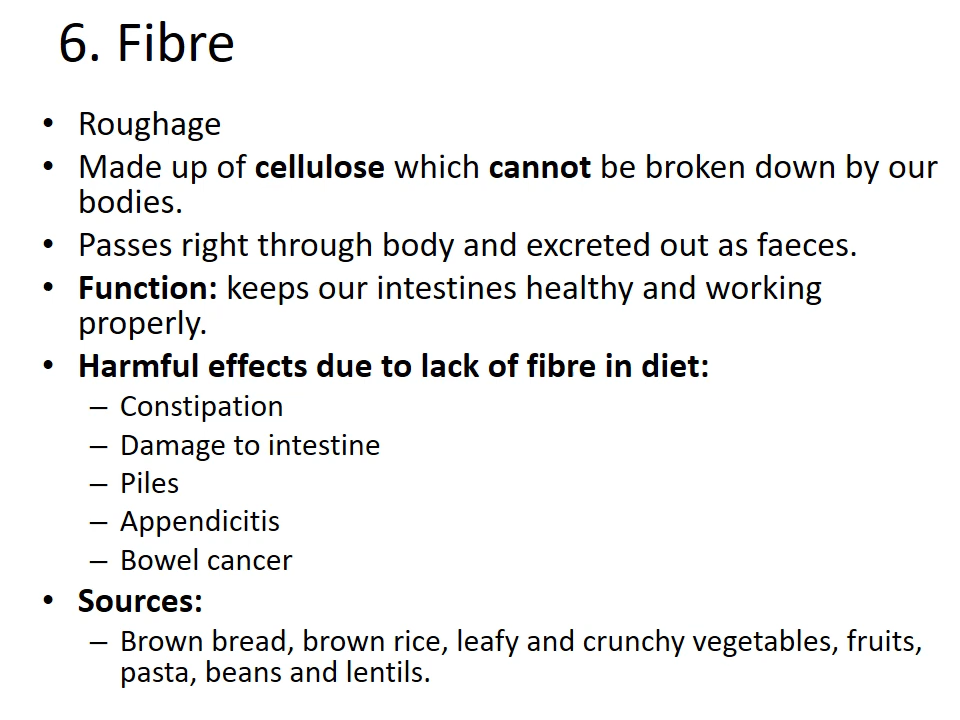 6. Fibre
• Roughage
• Made up of cellulose which cannot be broken down by our
bodies.
• Passes right through body and excreted out as faeces.
• Function: keeps our intestines healthy and working
properly.
• Harmful effects due to lack of fibre in diet:
– Constipation
– Damage to intestine
– Piles
– Appendicitis
– Bowel cancer
• Sources:
– Brown bread, brown rice, leafy and crunchy vegetables, fruits,
pasta, beans and lentils.